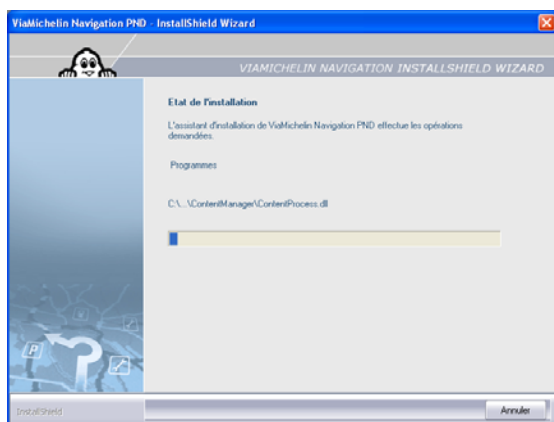 ViaMichelin Navigation PND - InstallShield Wizard
VIAMICHELIN NAVIGATION INSTALLSHIELD WIZARD
Etat de l'installation
L'assistant d'installation de ViaMichelin Navigation PND effectue les opérations
demandées.
Programmes
C:\...\ContentManager\ContentProcess.dll
P
InstallShield
Annuler